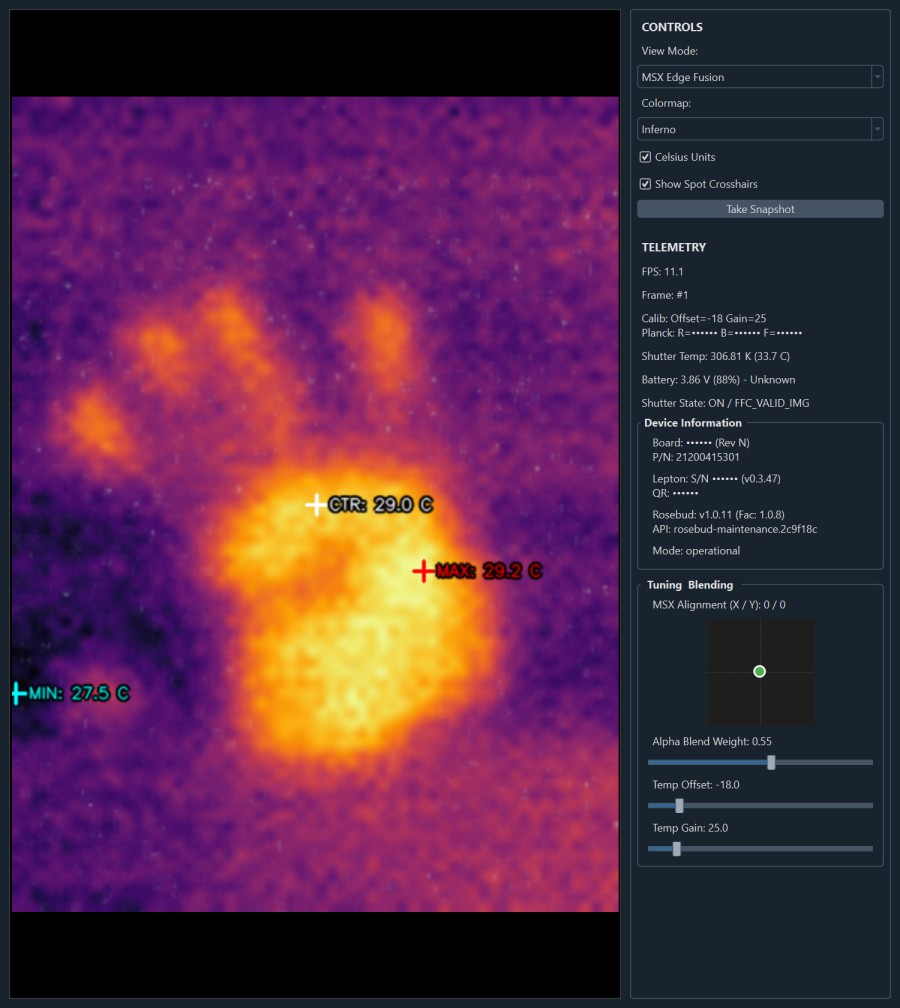 CTR: 29.0 C
MAX: 29.2 C
MIN: 27.5 C
CONTROLS
View Mode:
MSX Edge Fusion
Colormap:
Inferno
Celsius Units
Show Spot Crosshairs
Take Snapshot
TELEMETRY
FPS: 11.1
Frame: #1
Calib: Offset=-18 Gain=25
Planck: R=•••••• B=•••••• F=••••••
Shutter Temp: 306.81 K (33.7 C)
Battery: 3.86 V (88%) - Unknown
Shutter State: ON / FFC_VALID_IMG
Device Information
Board: •••••• (Rev N)
P/N: 21200415301
Lepton: S/N •••••• (v0.3.47)
QR: ••••••
Rosebud: v1.0.11 (Fac: 1.0.8)
API: rosebud-maintenance.2c9f18c
Mode: operational
Tuning Blending
MSX Alignment (X / Y): 0 / 0
Alpha Blend Weight: 0.55
Temp Offset: -18.0
Temp Gain: 25.0